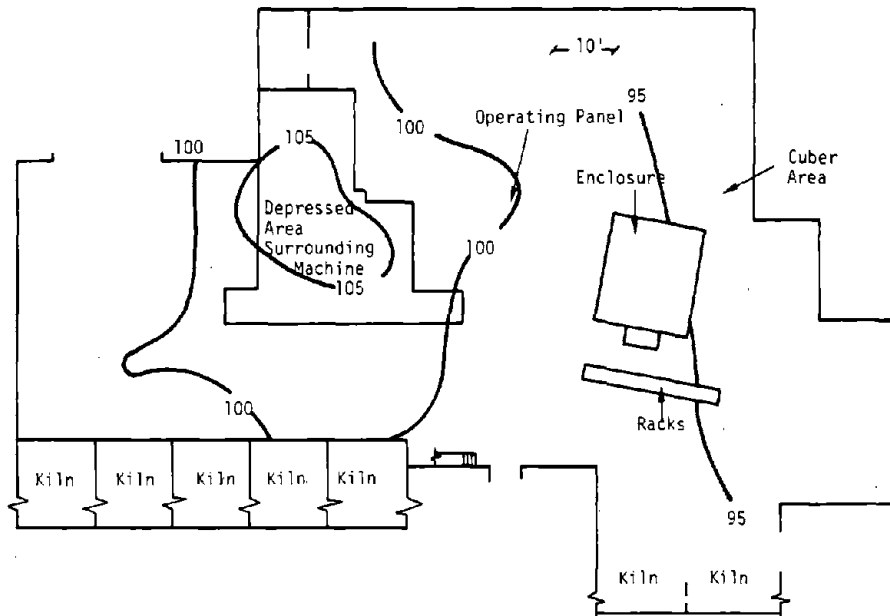 10'
95
100
Operating Panel
100
105
Cuber
Area
Enclosure
Depressed
Area
Surrounding
Machine
100
105
100
Racks
Kiln
Kiln
Kiln
Kiln
Kiln
95
Kiln
Kiln